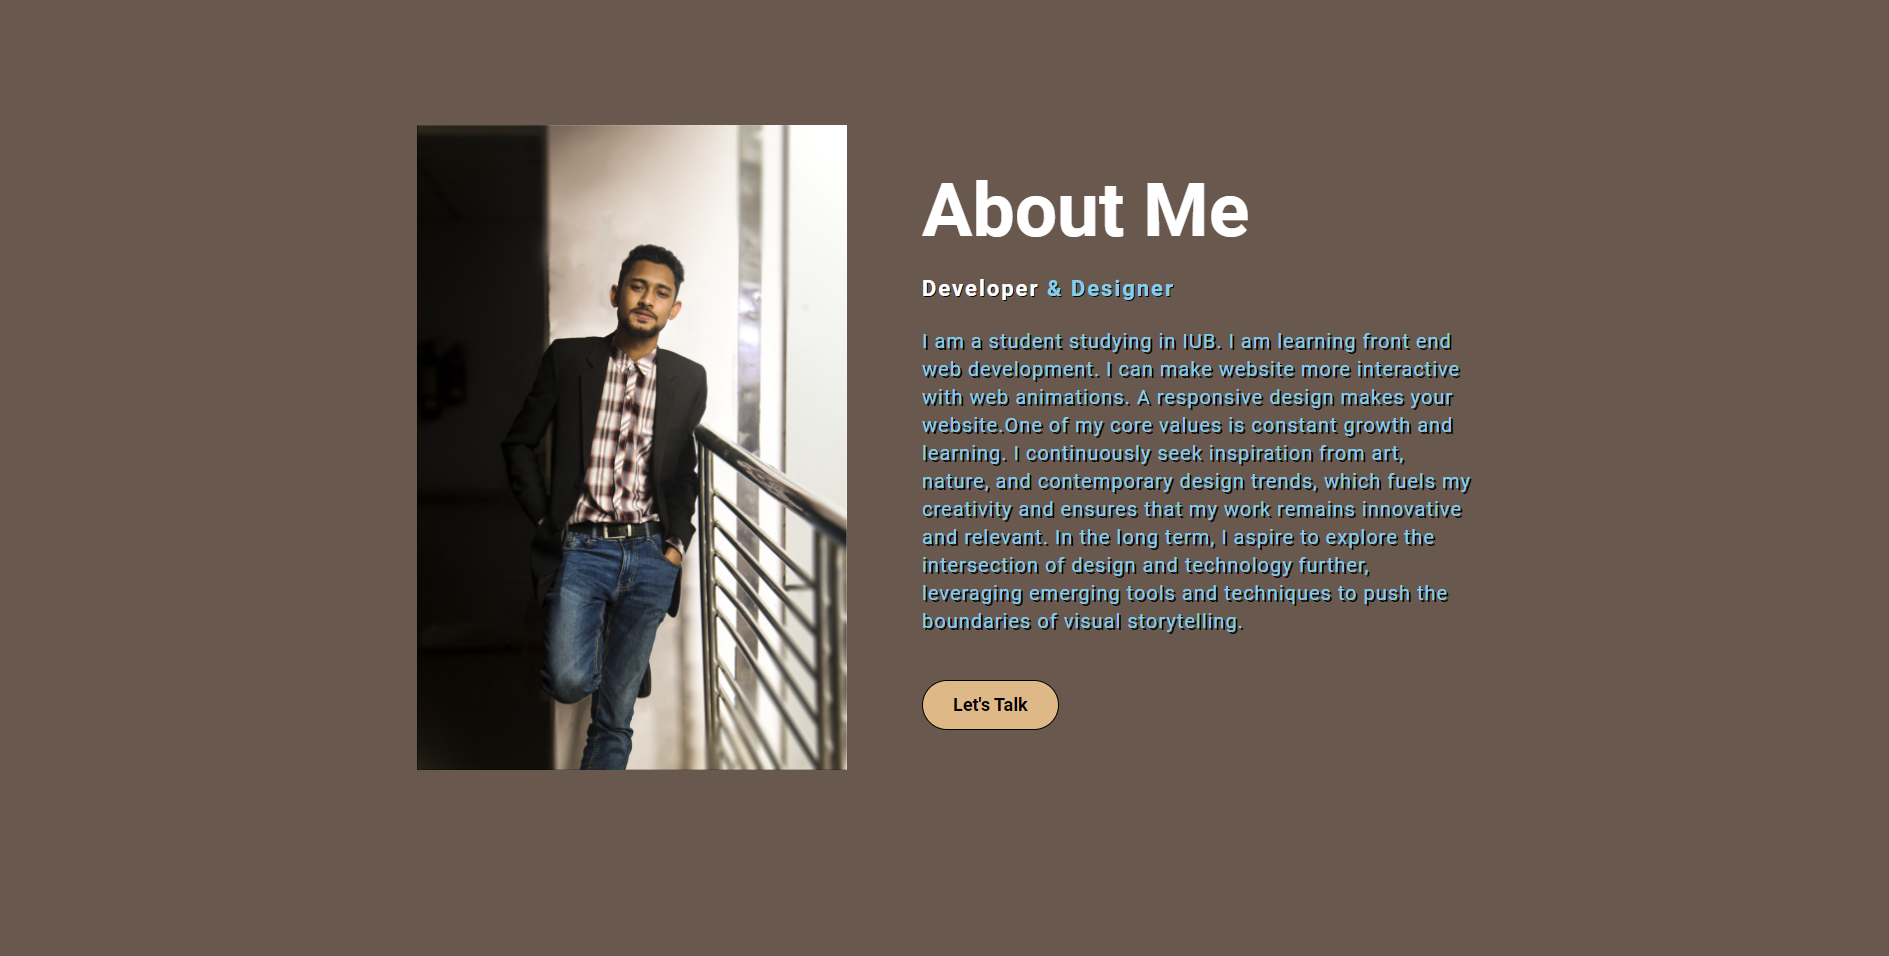 About Me
Developer & Designer
I am a student studying in IUB. I am learning front end
web development. I can make website more interactive
with web animations. A responsive design makes your
website.One of my core values is constant growth and
learning. I continuously seek inspiration from art,
nature, and contemporary design trends, which fuels my
creativity and ensures that my work remains innovative
and relevant. In the long term, I aspire to explore the
intersection of design and technology further,
leveraging emerging tools and techniques to push the
boundaries of visual storytelling.
Let's Talk